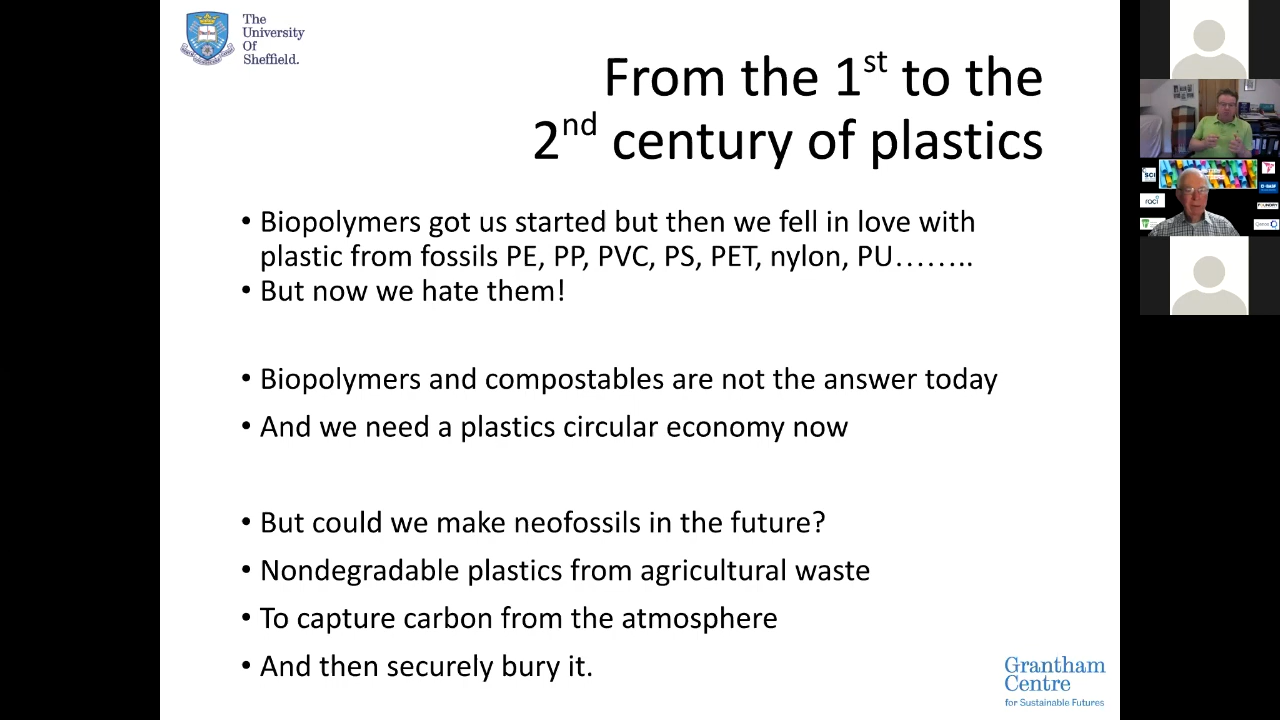 The
University
Of
Sheffield.
From the 1st to the
2nd century of plastics
• Biopolymers got us started but then we fell in love with
plastic from fossils PE, PP, PVC, PS, PET, nylon, PU……..
• But now we hate them!
• Biopolymers and compostables are not the answer today
• And we need a plastics circular economy now
• But could we make neofossils in the future?
• Nondegradable plastics from agricultural waste
• To capture carbon from the atmosphere
• And then securely bury it.
Grantham
Centre
for Sustainable Futures
SCI
BASF
raci